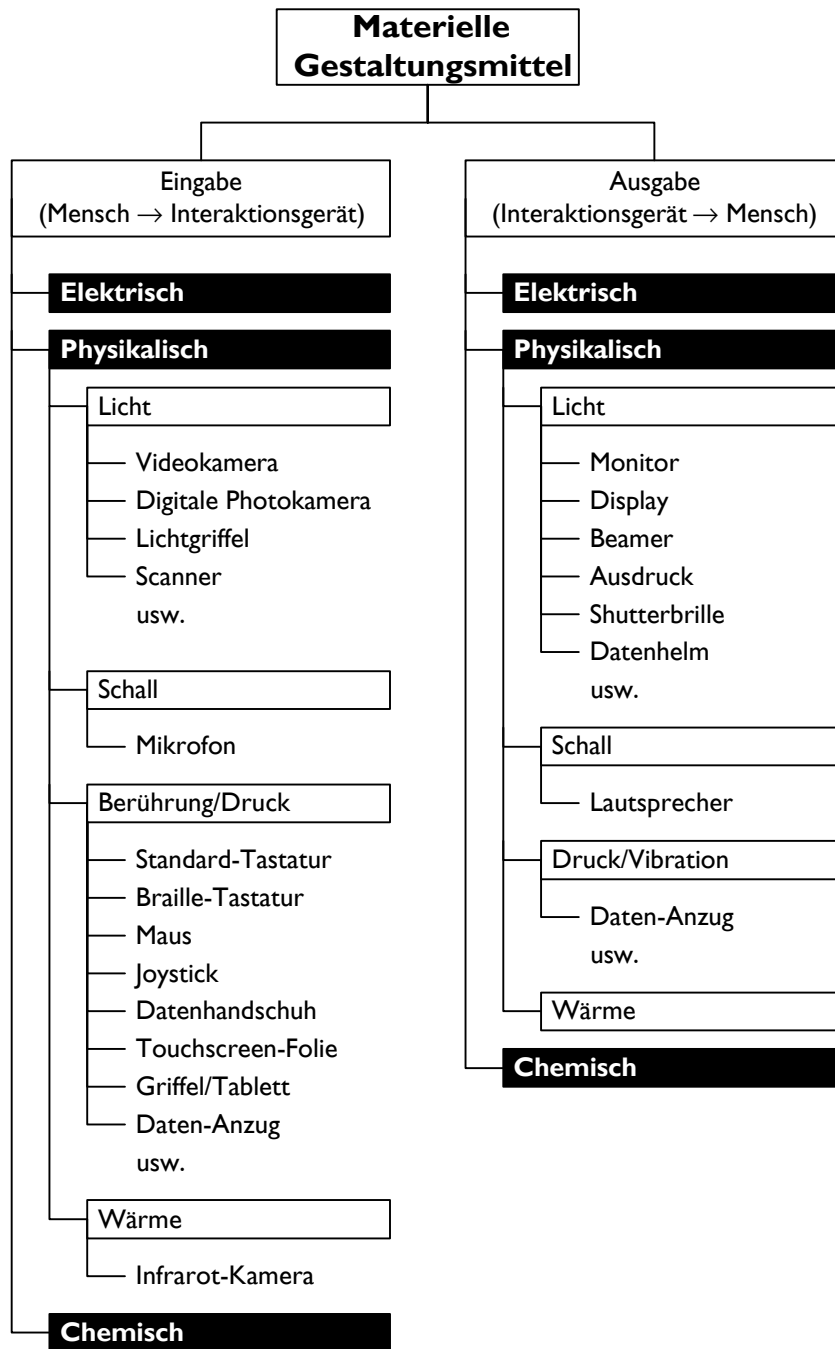 Materielle
Gestaltungsmittel
Eingabe
(Mensch → Interaktionsgerät)
Elektrisch
Physikalisch
Licht
Videokamera
Digitale Photokamera
Lichtgriffel
Scanner
usw.
Schall
Mikrofon
Berührung/Druck
Standard-Tastatur
Braille-Tastatur
Maus
Joystick
Datenhandschuh
Touchscreen-Folie
Griffel/Tablett
Daten-Anzug
usw.
Wärme
Infrarot-Kamera
Chemisch
Ausgabe
(Interaktionsgerät → Mensch)
Elektrisch
Physikalisch
Licht
Monitor
Display
Beamer
Ausdruck
Shutterbrille
Datenhelm
usw.
Schall
Lautsprecher
Druck/Vibration
Daten-Anzug
usw.
Wärme
Chemisch